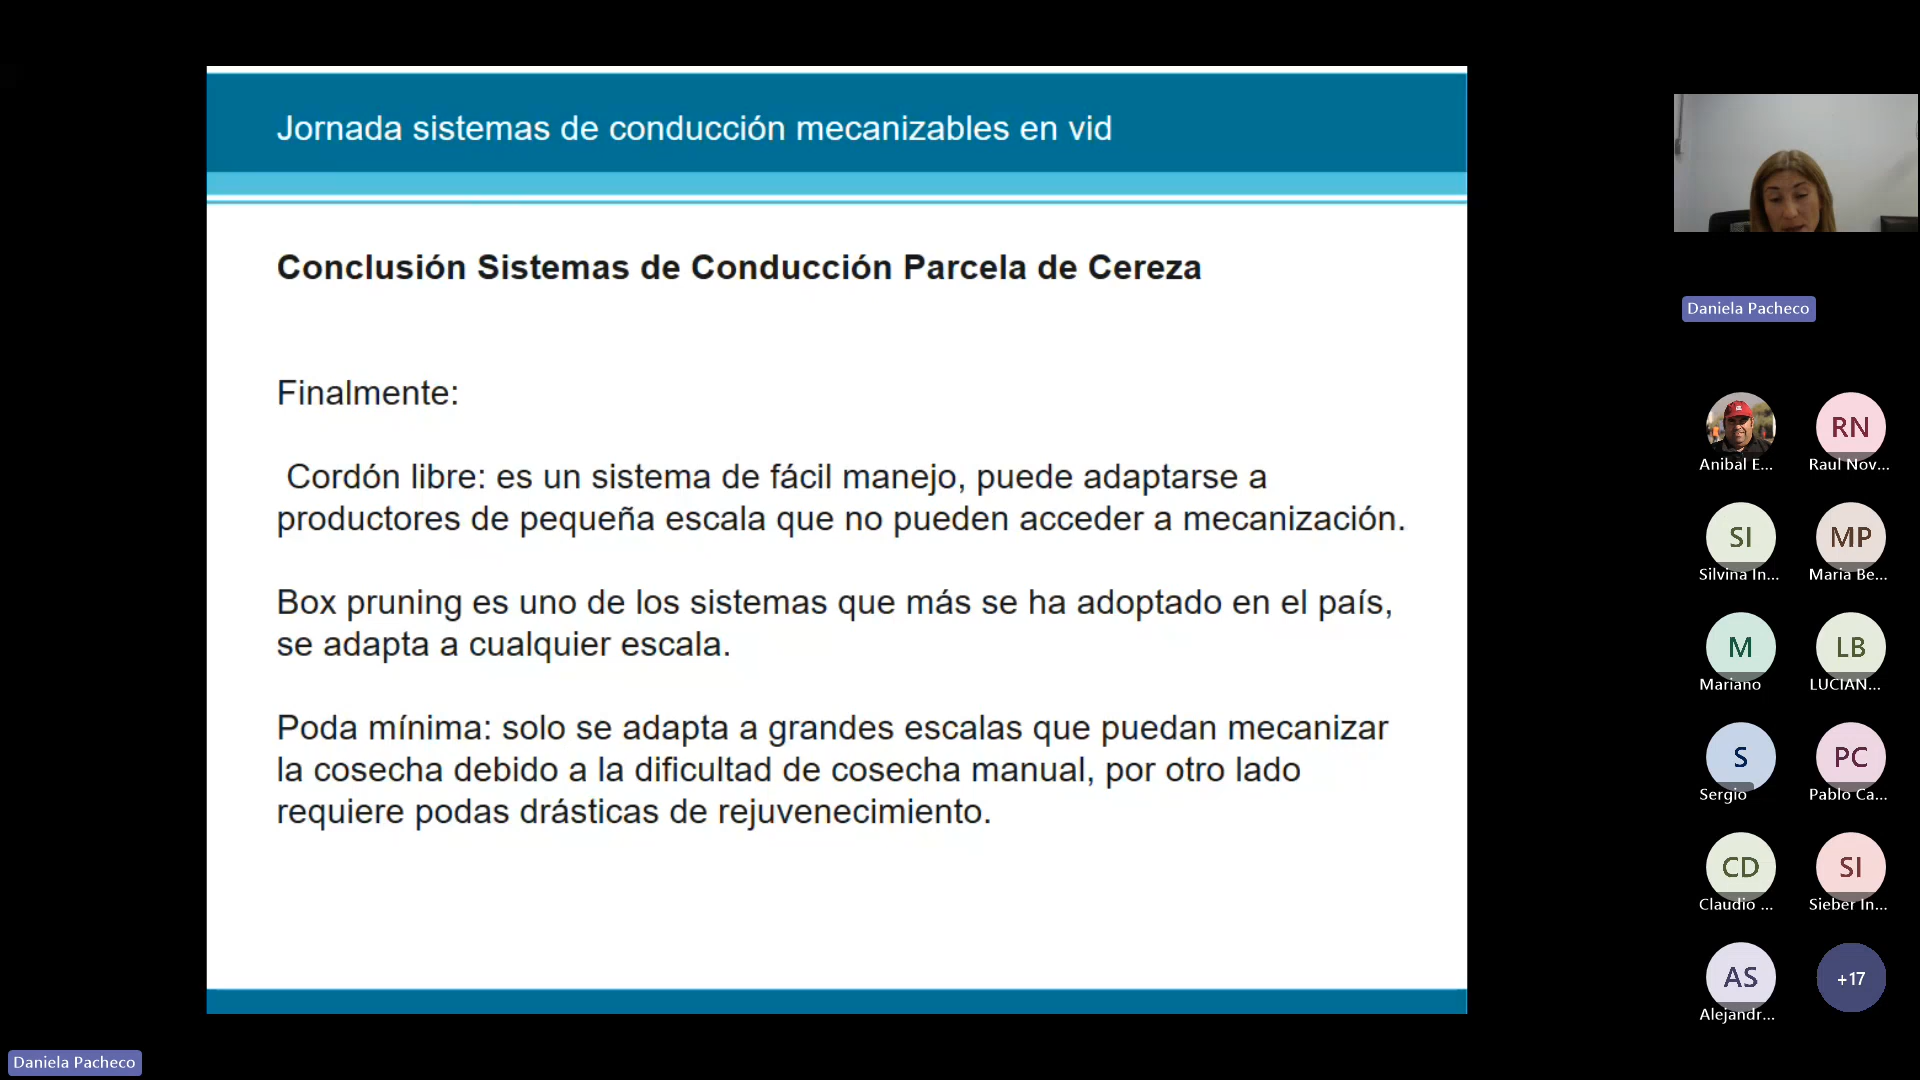 Jornada sistemas de conducción mecanizables en vid
Conclusión Sistemas de Conducción Parcela de Cereza
Finalmente:
Cordón libre: es un sistema de fácil manejo, puede adaptarse a
productores de pequeña escala que no pueden acceder a mecanización.
Box pruning es uno de los sistemas que más se ha adoptado en el país,
se adapta a cualquier escala.
Poda mínima: solo se adapta a grandes escalas que puedan mecanizar
la cosecha debido a la dificultad de cosecha manual, por otro lado
requiere podas drásticas de rejuvenecimiento.
Daniela Pacheco
RN
Anibal E...
Raul Nov...
SI
MP
Silvina In...
Maria Be...
M
LB
Mariano
LUCIAN...
S
PC
Sergio
Pablo Ca...
CD
SI
Claudio ...
Sieber In...
AS
+17
Alejandr...
Daniela Pacheco